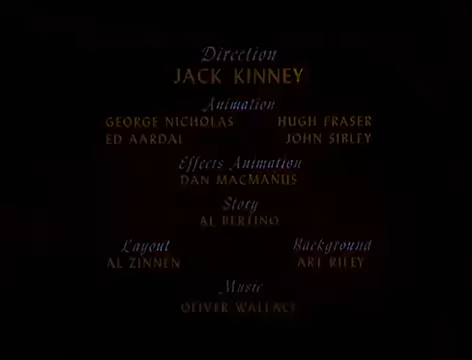 Direction
JACK KINNEY
Animation
GEORGE NICHOLAS HUGH FRASER
ED AARDAL JOHN SIBLEY
Effects Animation
DAN MACMANUS
Story
AL BERTINO
Layout Background
AL ZINNEN ART RILEY
Music
OLIVER WALLACE